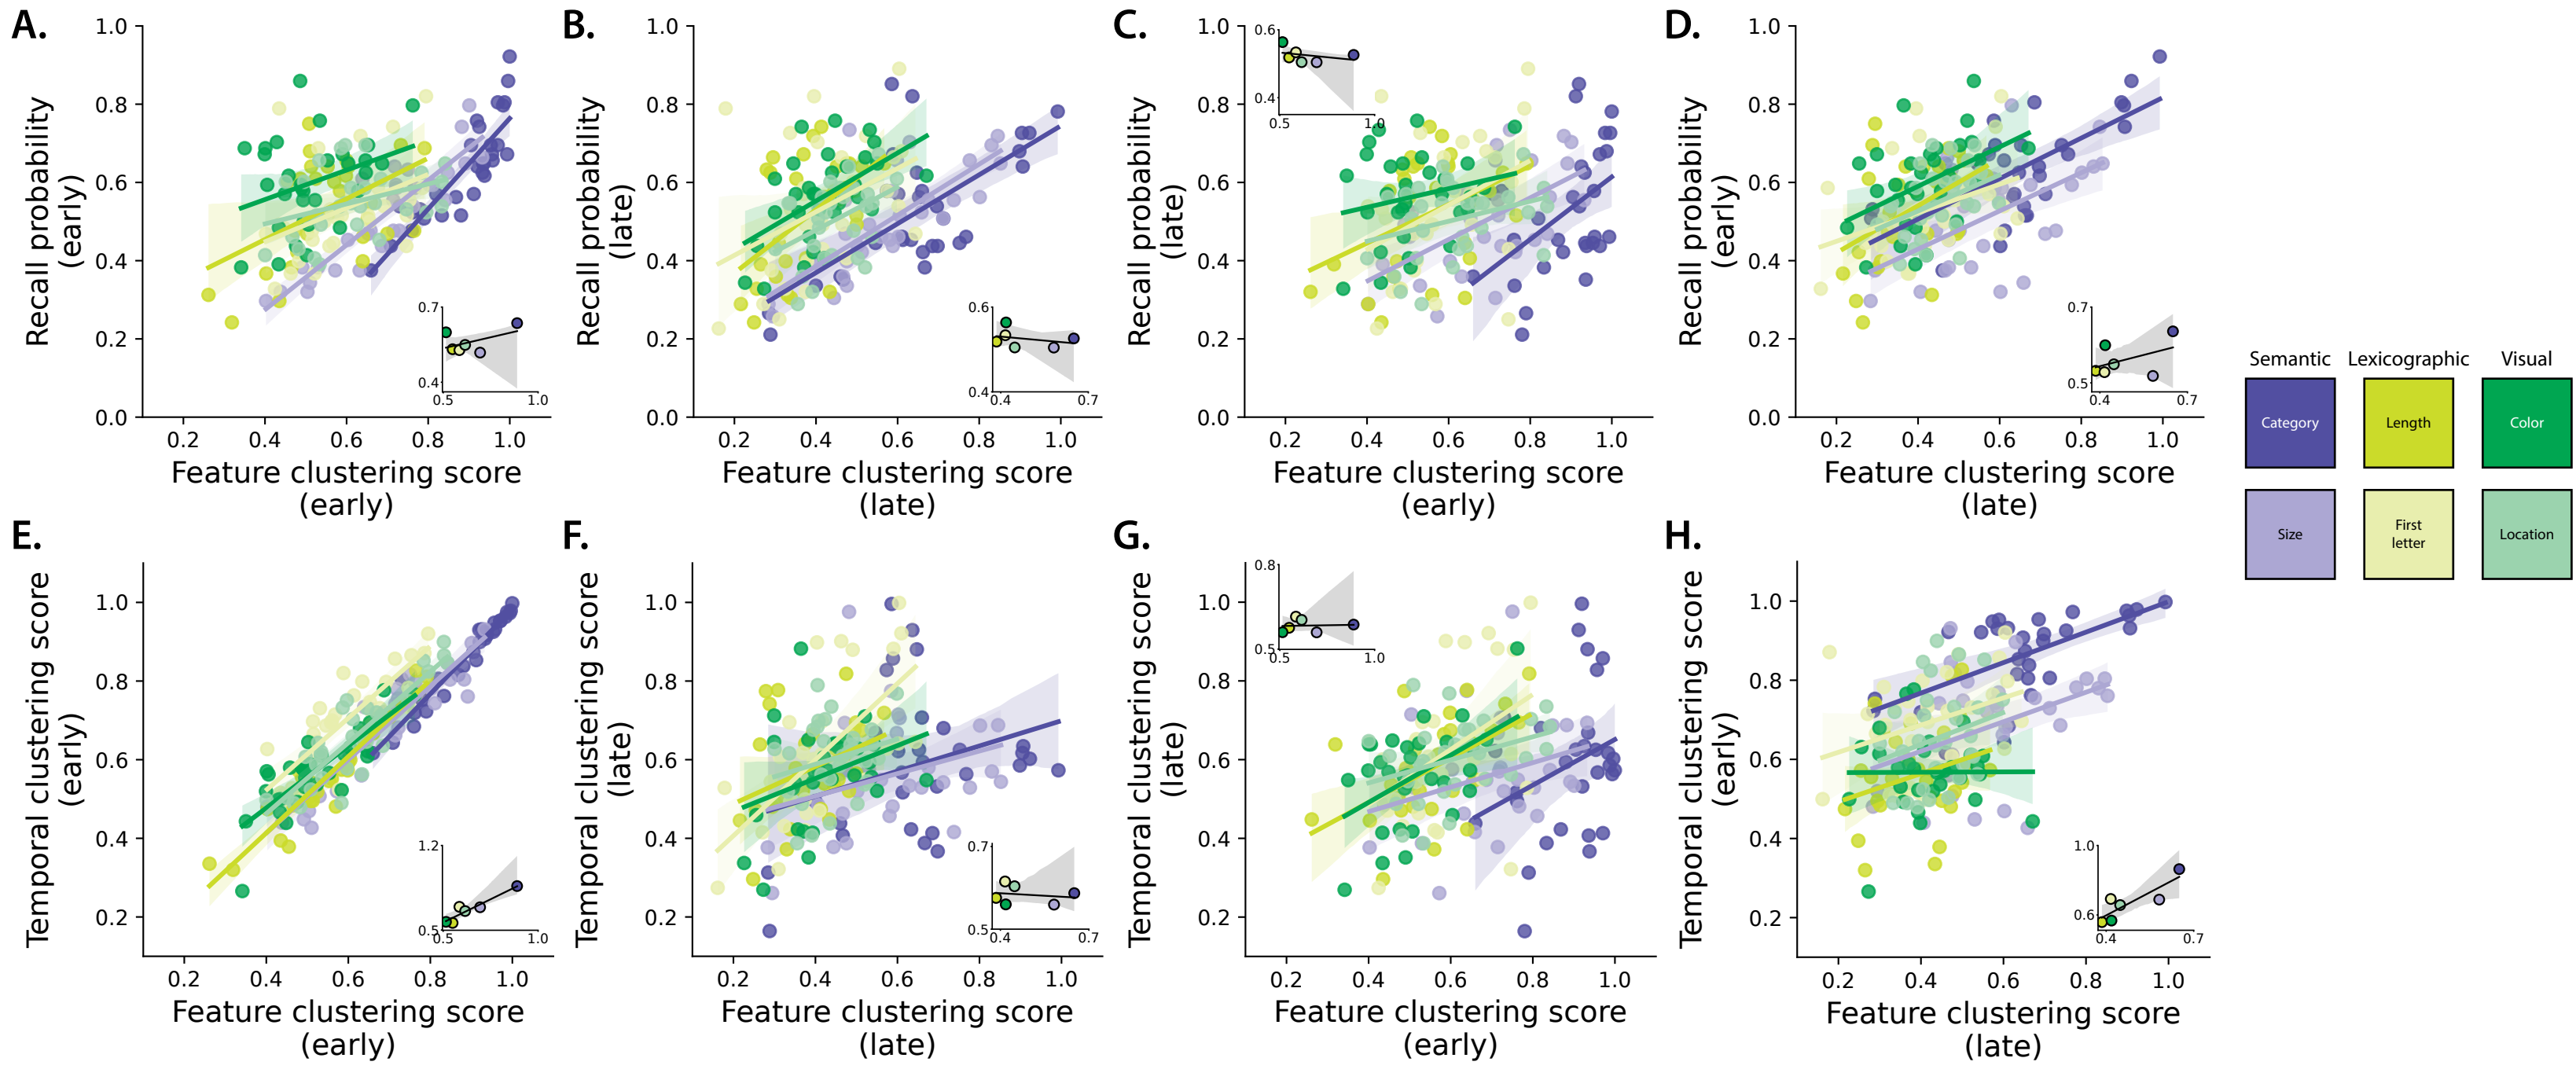 A.
Recall probability
(early)
1.0
0.8
0.6
0.4
0.2
0.0
0.2 0.4 0.6 0.8 1.0
Feature clustering score
(early)
0.7
0.4
0.5 1.0
B.
Recall probability
(late)
1.0
0.8
0.6
0.4
0.2
0.0
0.2 0.4 0.6 0.8 1.0
Feature clustering score
(late)
0.6
0.4
0.4 0.7
C.
Recall probability
(late)
1.0
0.8
0.6
0.4
0.2
0.0
0.2 0.4 0.6 0.8 1.0
Feature clustering score
(early)
0.6
0.4
0.5 1.0
D.
Recall probability
(early)
1.0
0.8
0.6
0.4
0.2
0.0
0.2 0.4 0.6 0.8 1.0
Feature clustering score
(late)
0.7
0.5
0.4 0.7
Semantic Lexicographic Visual
Category Length Color
Size First letter Location
E.
Temporal clustering score
(early)
1.0
0.8
0.6
0.4
0.2
0.2 0.4 0.6 0.8 1.0
Feature clustering score
(early)
1.2
0.5
0.5 1.0
F.
Temporal clustering score
(late)
1.0
0.8
0.6
0.4
0.2
0.2 0.4 0.6 0.8 1.0
Feature clustering score
(late)
0.7
0.5
0.4 0.7
G.
Temporal clustering score
(late)
1.0
0.8
0.6
0.4
0.2
0.2 0.4 0.6 0.8 1.0
Feature clustering score
(early)
0.8
0.5
0.5 1.0
H.
Temporal clustering score
(early)
1.0
0.8
0.6
0.4
0.2
0.2 0.4 0.6 0.8 1.0
Feature clustering score
(late)
1.0
0.6
0.4 0.7